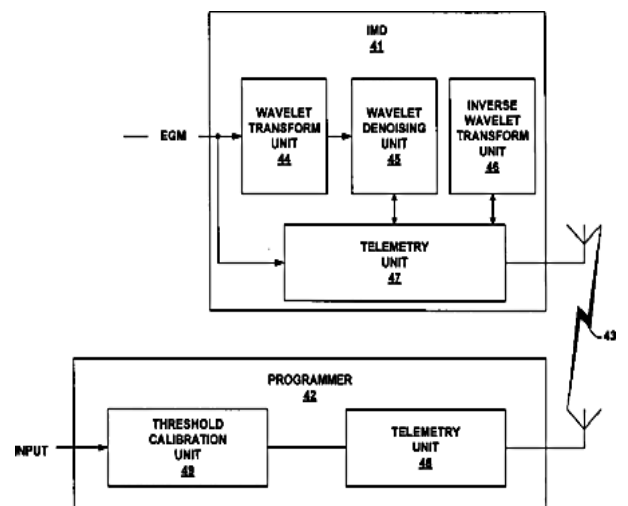 IMD
41
WAVELET
TRANSFORM
UNIT
44
WAVELET
DENOISING
UNIT
45
INVERSE
WAVELET
TRANSFORM
UNIT
46
EGM
TELEMETRY
UNIT
47
43
PROGRAMMER
42
INPUT
THRESHOLD
CALIBRATION
UNIT
49
TELEMETRY
UNIT
48